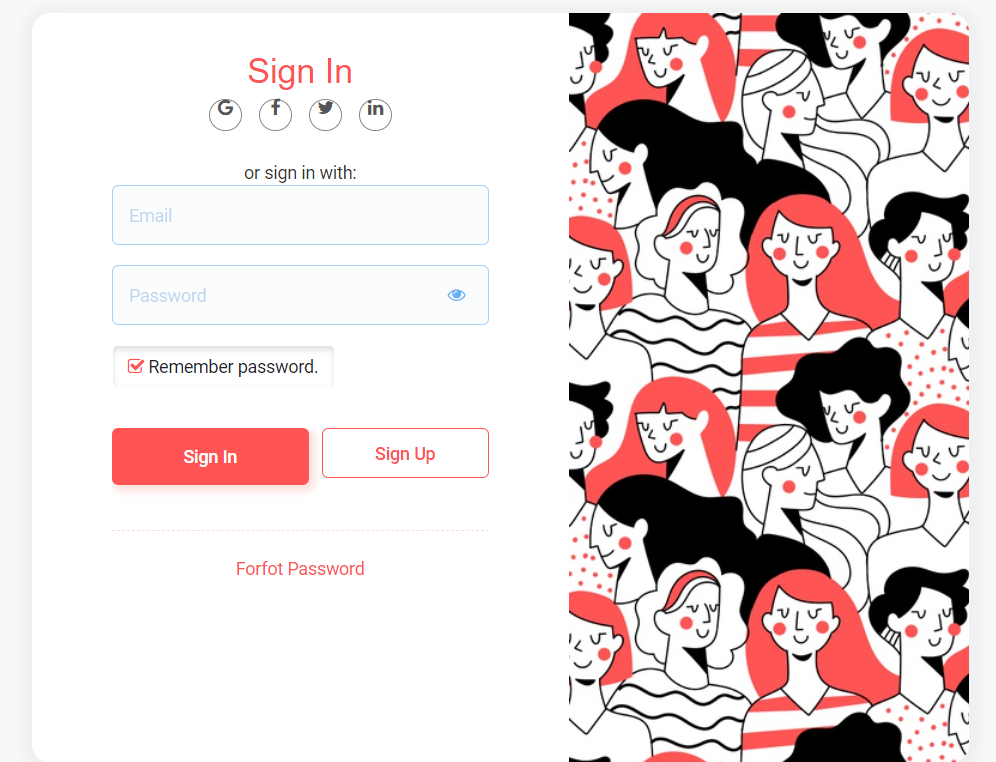 Sign In
G f in
or sign in with:
Email
Password
Remember password.
Sign In Sign Up
Forfot Password